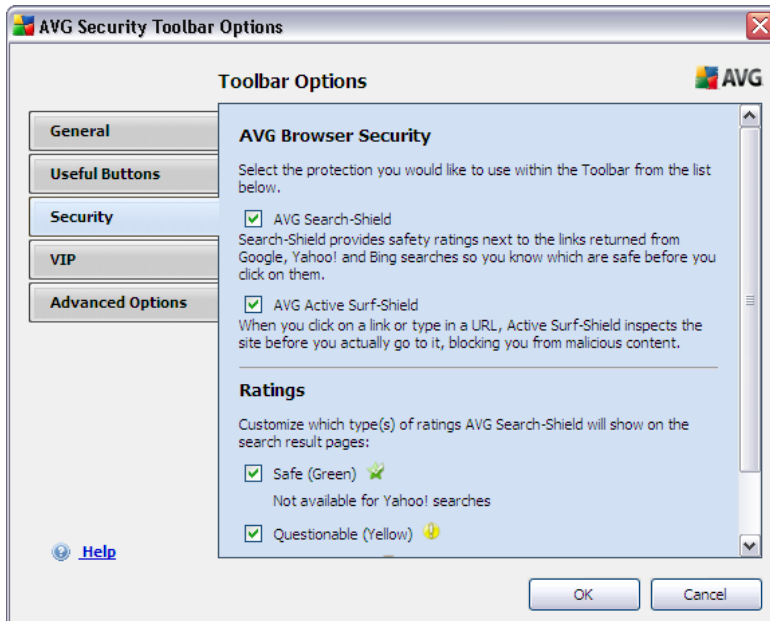 AVG Security Toolbar Options
Toolbar Options
AVG
General
Useful Buttons
Security
VIP
Advanced Options
Help
AVG Browser Security
Select the protection you would like to use within the Toolbar from the list
below.
AVG Search-Shield
Search-Shield provides safety ratings next to the links returned from
Google, Yahoo! and Bing searches so you know which are safe before you
click on them.
AVG Active Surf-Shield
When you click on a link or type in a URL, Active Surf-Shield inspects the
site before you actually go to it, blocking you from malicious content.
Ratings
Customize which type(s) of ratings AVG Search-Shield will show on the
search result pages:
Safe (Green)
Not available for Yahoo! searches
Questionable (Yellow)
OK
Cancel